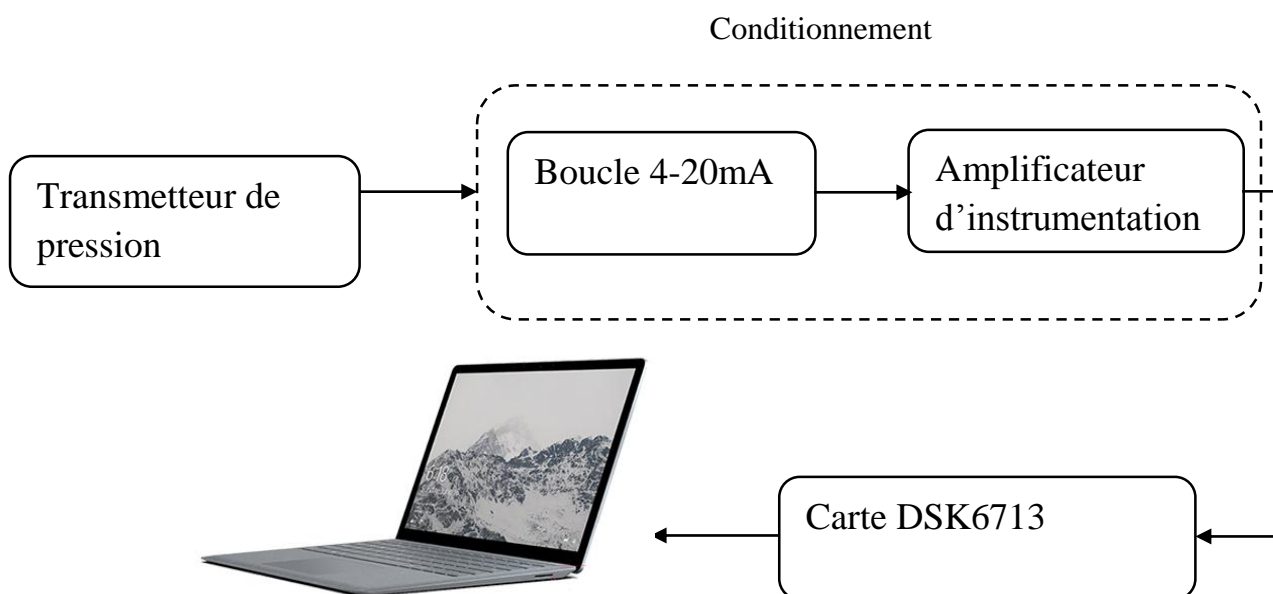 Conditionnement
Transmetteur de
pression
Boucle 4-20mA
Amplificateur
d’instrumentation
Carte DSK6713